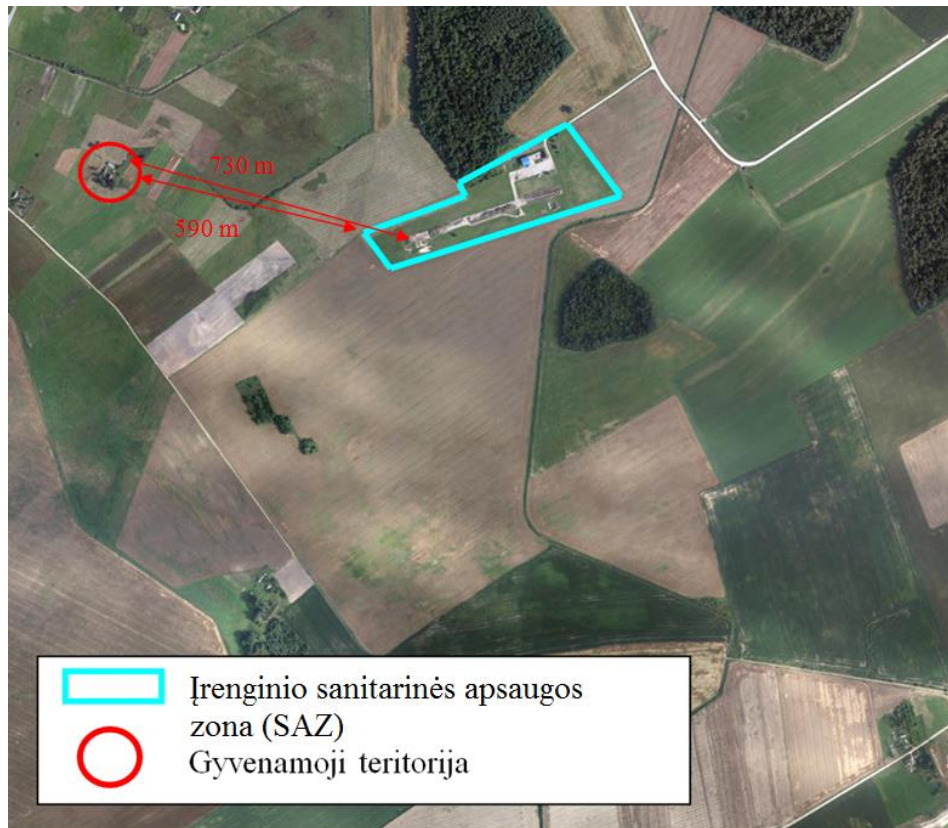 730 m
590 m
Įrenginio sanitarinės apsaugos
zona (SAZ)
Gyvenamoji teritorija